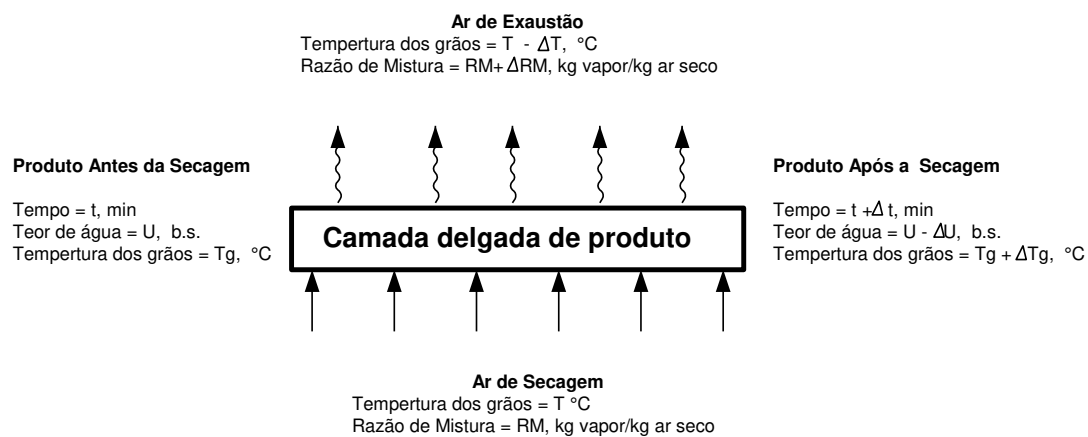 Ar de Exaustão
Tempertura dos grãos = T - ΔT, °C
Razão de Mistura = RM+ ΔRM, kg vapor/kg ar seco
Produto Antes da Secagem
Tempo = t, min
Teor de água = U, b.s.
Tempertura dos grãos = Tg, °C
Camada delgada de produto
Produto Após a Secagem
Tempo = t +Δ t, min
Teor de água = U - ΔU, b.s.
Tempertura dos grãos = Tg + ΔTg, °C
Ar de Secagem
Tempertura dos grãos = T °C
Razão de Mistura = RM, kg vapor/kg ar seco